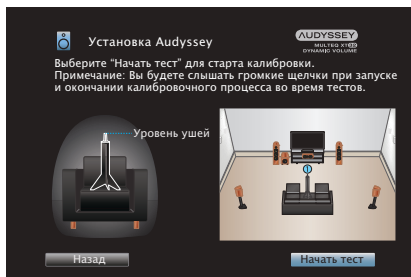 Установка Audyssey
AUDYSSEY
MULTEQ XT32
DYNAMIC VOLUME
Выберите “Начать тест” для старта калибровки.
Примечание: Вы будете слышать громкие щелчки при запуске
и окончании калибровочного процесса во время тестов.
Уровень ушей
Назад
Начать тест